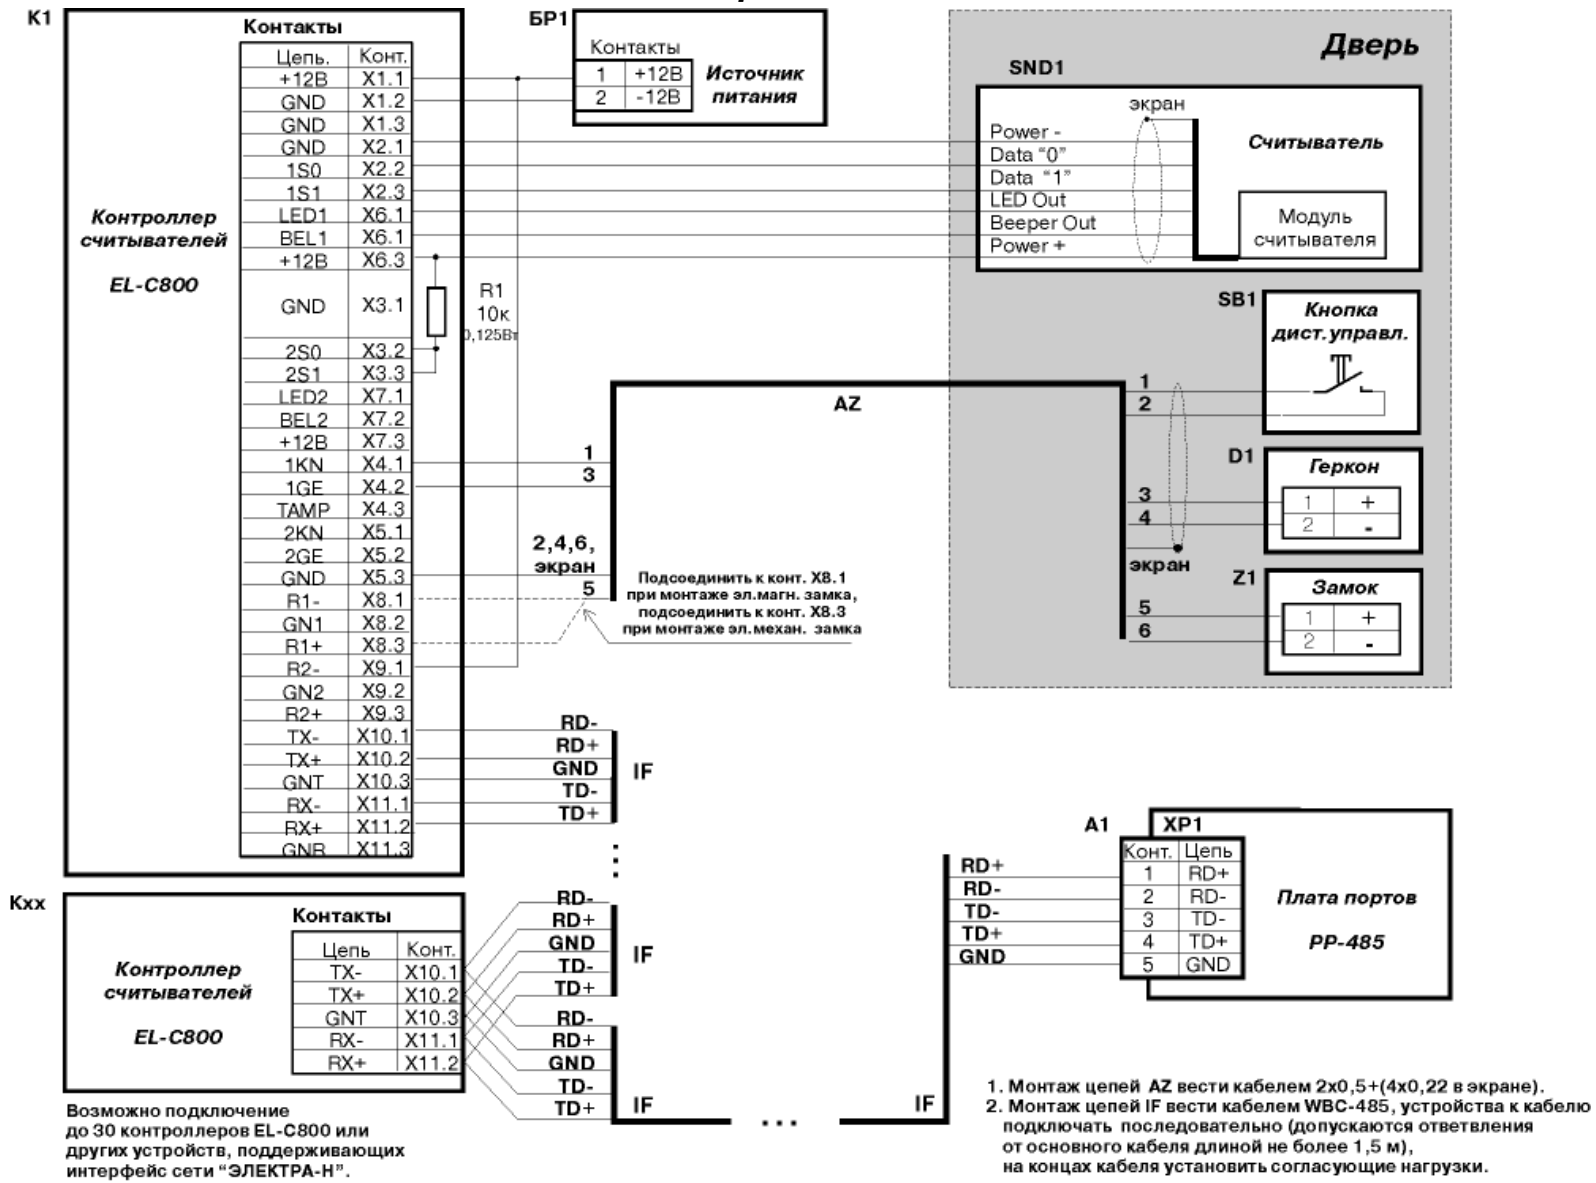 К1
Контакты
Цепь. Конт.
+12В X1.1
GND X1.2
GND X1.3
GND X2.1
1S0 X2.2
1S1 X2.3
LED1 X6.1
BEL1 X6.1
+12В X6.3
GND X3.1
2S0 X3.2
2S1 X3.3
LED2 X7.1
BEL2 X7.2
+12В X7.3
1KN X4.1
1GE X4.2
TAMP X4.3
2KN X5.1
2GE X5.2
GND X5.3
R1- X8.1
GN1 X8.2
R1+ X8.3
R2- X9.1
GN2 X9.2
R2+ X9.3
TX- X10.1
TX+ X10.2
GNT X10.3
RX- X11.1
RX+ X11.2
GNR X11.3
Контроллер
считывателей
EL-C800
R1
10к
0,125Вт
БР1
Контакты
1 +12В
2 -12В
Источник
питания
Дверь
SND1
экран
Power -
Data “0”
Data “1”
LED Out
Beeper Out
Power +
Считыватель
Модуль
считывателя
SB1
Кнопка
дист.управл.
1
2
D1
Геркон
3
4
1 +
2 -
экран
Z1
Замок
5
6
1 +
2 -
AZ
1
3
2,4,6,
экран
5
Подсоединить к конт. X8.1
при монтаже эл.магн. замка,
подсоединить к конт. X8.3
при монтаже эл.механ. замка
RD-
RD+
GND
TD-
TD+
IF
Кхх
Контакты
Цепь Конт.
TX- X10.1
TX+ X10.2
GNT X10.3
RX- X11.1
RX+ X11.2
Контроллер
считывателей
EL-C800
RD-
RD+
GND
TD-
TD+
IF
RD-
RD+
GND
TD-
TD+
IF
...
IF
RD+
RD-
TD-
TD+
GND
A1
XP1
Конт. Цепь
1 RD+
2 RD-
3 TD-
4 TD+
5 GND
Плата портов
PP-485
Возможно подключение
до 30 контроллеров EL-C800 или
других устройств, поддерживающих
интерфейс сети “ЭЛЕКТРА-Н”.
1. Монтаж цепей AZ вести кабелем 2х0,5+(4х0,22 в экране).
2. Монтаж цепей IF вести кабелем WBC-485, устройства к кабелю
подключать последовательно (допускаются ответвления
от основного кабеля длиной не более 1,5 м),
на концах кабеля установить согласующие нагрузки.